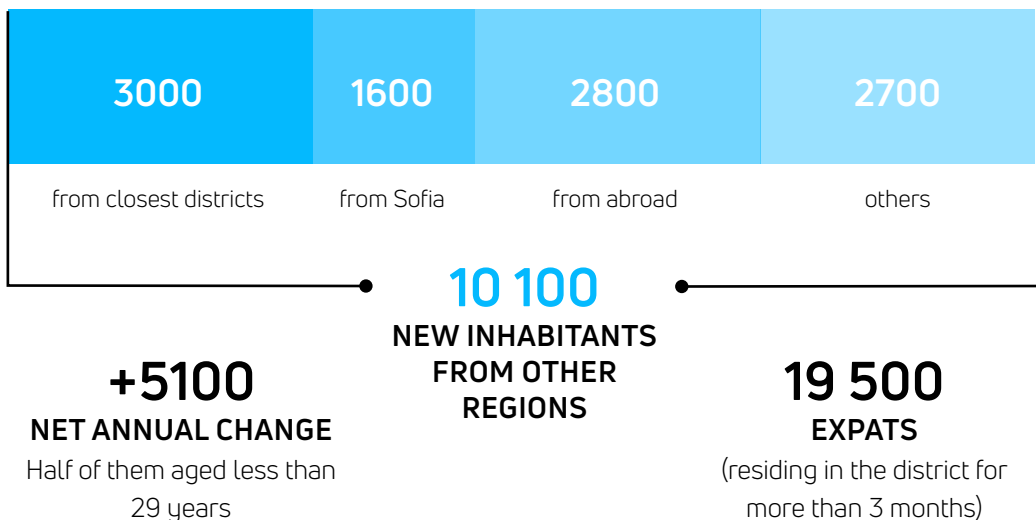 3000
1600
2800
2700
from closest districts
from Sofia
from abroad
others
10 100
NEW INHABITANTS
FROM OTHER
REGIONS
+5100
NET ANNUAL CHANGE
Half of them aged less than
29 years
19 500
EXPATS
(residing in the district for
more than 3 months)